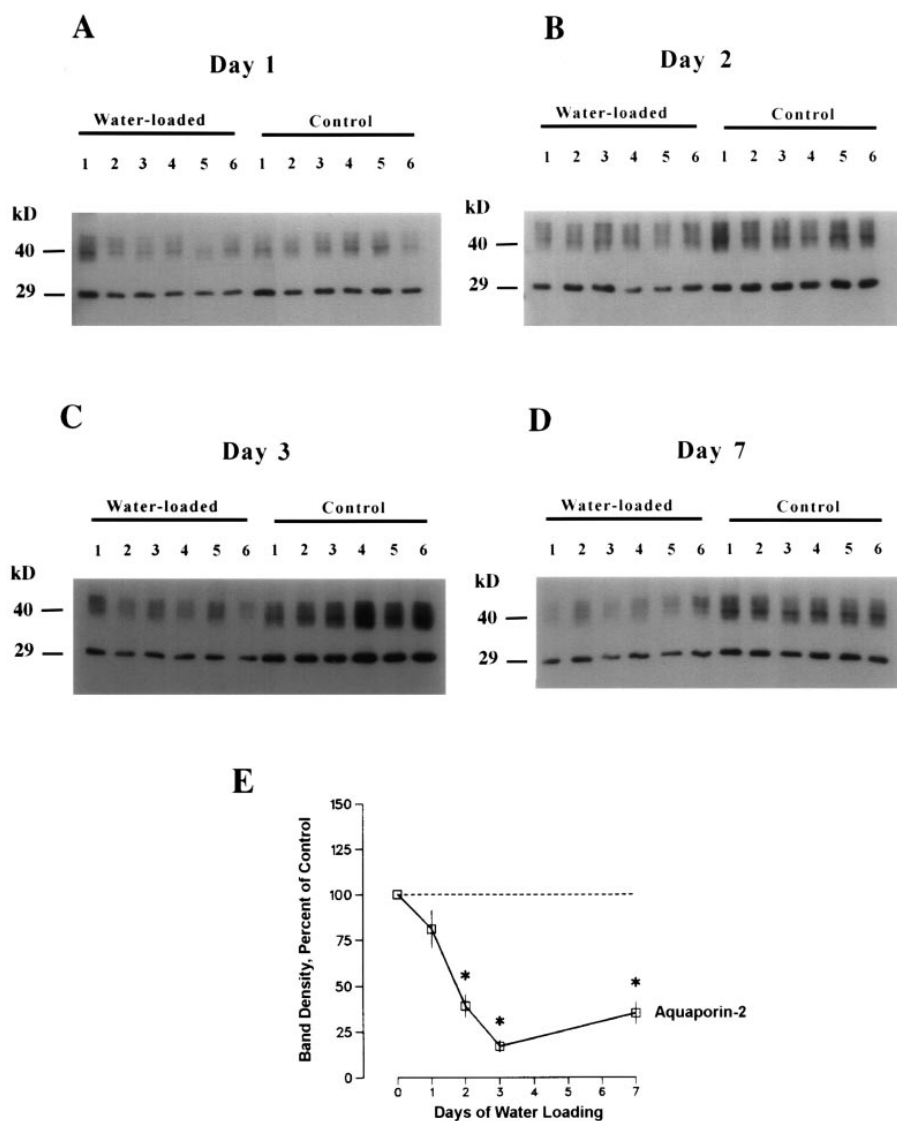 A
Day 1
Water-loaded Control
1 2 3 4 5 6 1 2 3 4 5 6
kD
40
29
B
Day 2
Water-loaded Control
1 2 3 4 5 6 1 2 3 4 5 6
kD
40
29
C
Day 3
Water-loaded Control
1 2 3 4 5 6 1 2 3 4 5 6
kD
40
29
D
Day 7
Water-loaded Control
1 2 3 4 5 6 1 2 3 4 5 6
kD
40
29
E
150
125
100
75
50
25
0
Band Density, Percent of Control
* * *
Aquaporin-2
0 1 2 3 4 5 6 7
Days of Water Loading